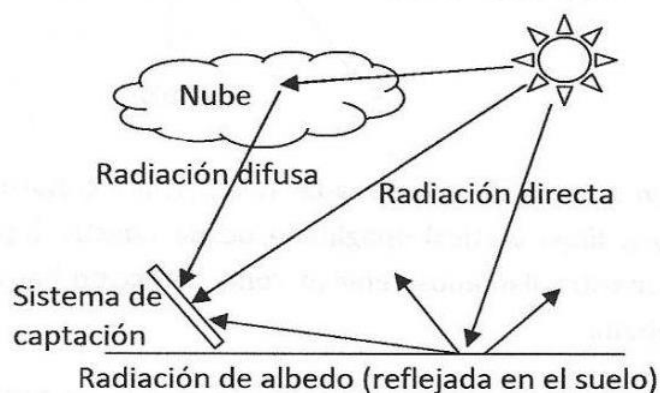 Nube
Radiación difusa
Radiación directa
Sistema de
captación
Radiación de albedo (reflejada en el suelo)